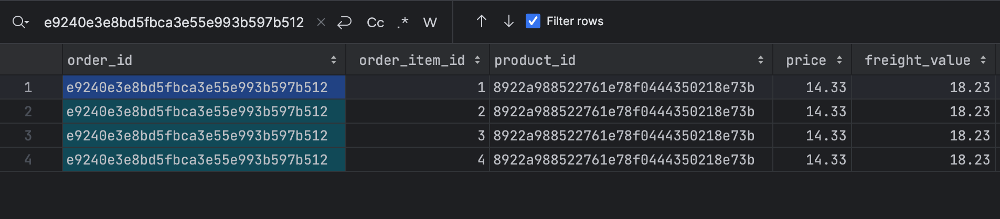 e9240e3e8bd5fbca3e55e993b597b512 × Cc .* W Filter rows
order_id order_item_id product_id price freight_value
1 e9240e3e8bd5fbca3e55e993b597b512 1 8922a988522761e78f0444350218e73b 14.33 18.23
2 e9240e3e8bd5fbca3e55e993b597b512 2 8922a988522761e78f0444350218e73b 14.33 18.23
3 e9240e3e8bd5fbca3e55e993b597b512 3 8922a988522761e78f0444350218e73b 14.33 18.23
4 e9240e3e8bd5fbca3e55e993b597b512 4 8922a988522761e78f0444350218e73b 14.33 18.23